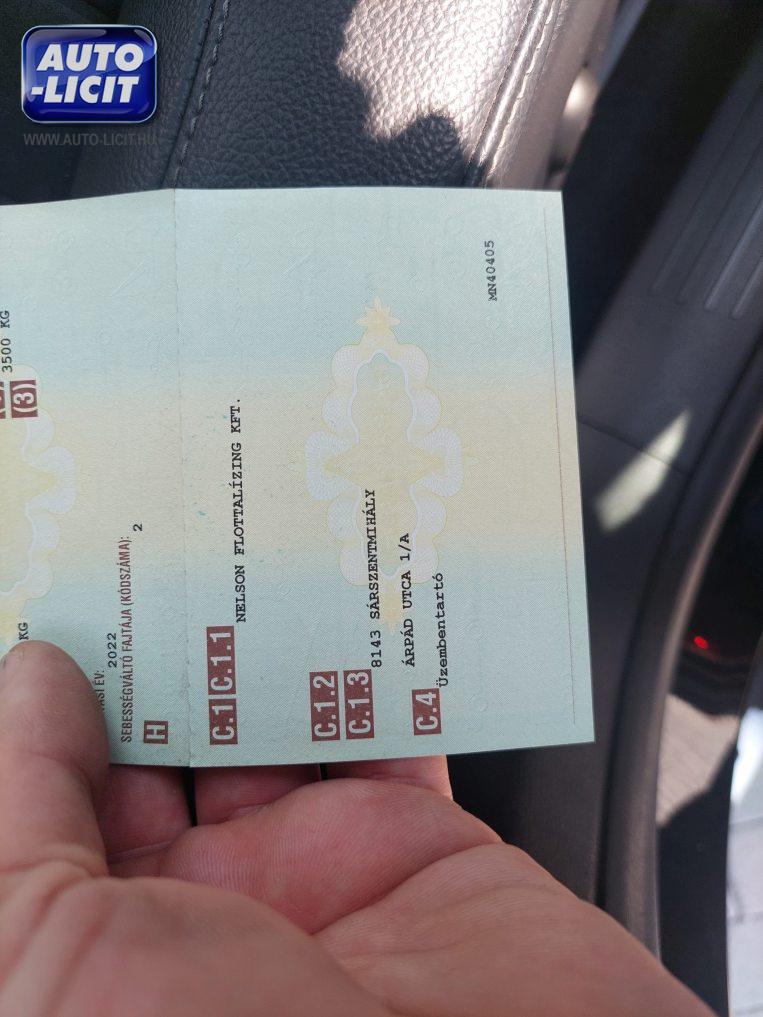 AUTO
-LICIT
WWW.AUTO-LICIT.HU
3500 KG
(3)
KG
ÉV: 2022
SEBESSÉGVÁLTÓ FAJTÁJA (KÓDSZÁMA): 2
H
C.1 C.1.1
NELSON FLOTTALÍZING KFT.
C.1.2
C.1.3
8143 SÁRSZENTMIHÁLY
ÁRPÁD UTCA 1/A
C.4
Üzembentartó
MN40405